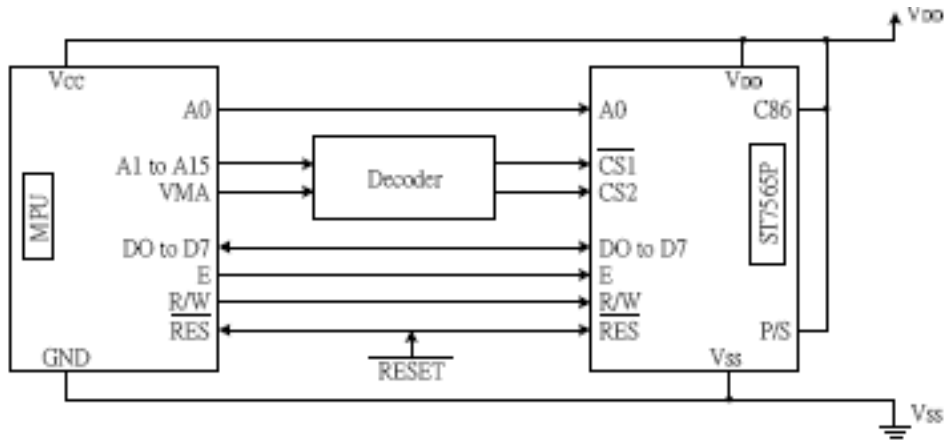 VDD
VCC
A0
A1 to A15
VMA
MPU
DO to D7
E
R/W
RES
GND
Decoder
RESET
VDD
A0
C86
CS1
CS2
ST7565P
DO to D7
E
R/W
RES
P/S
VSS
VSS